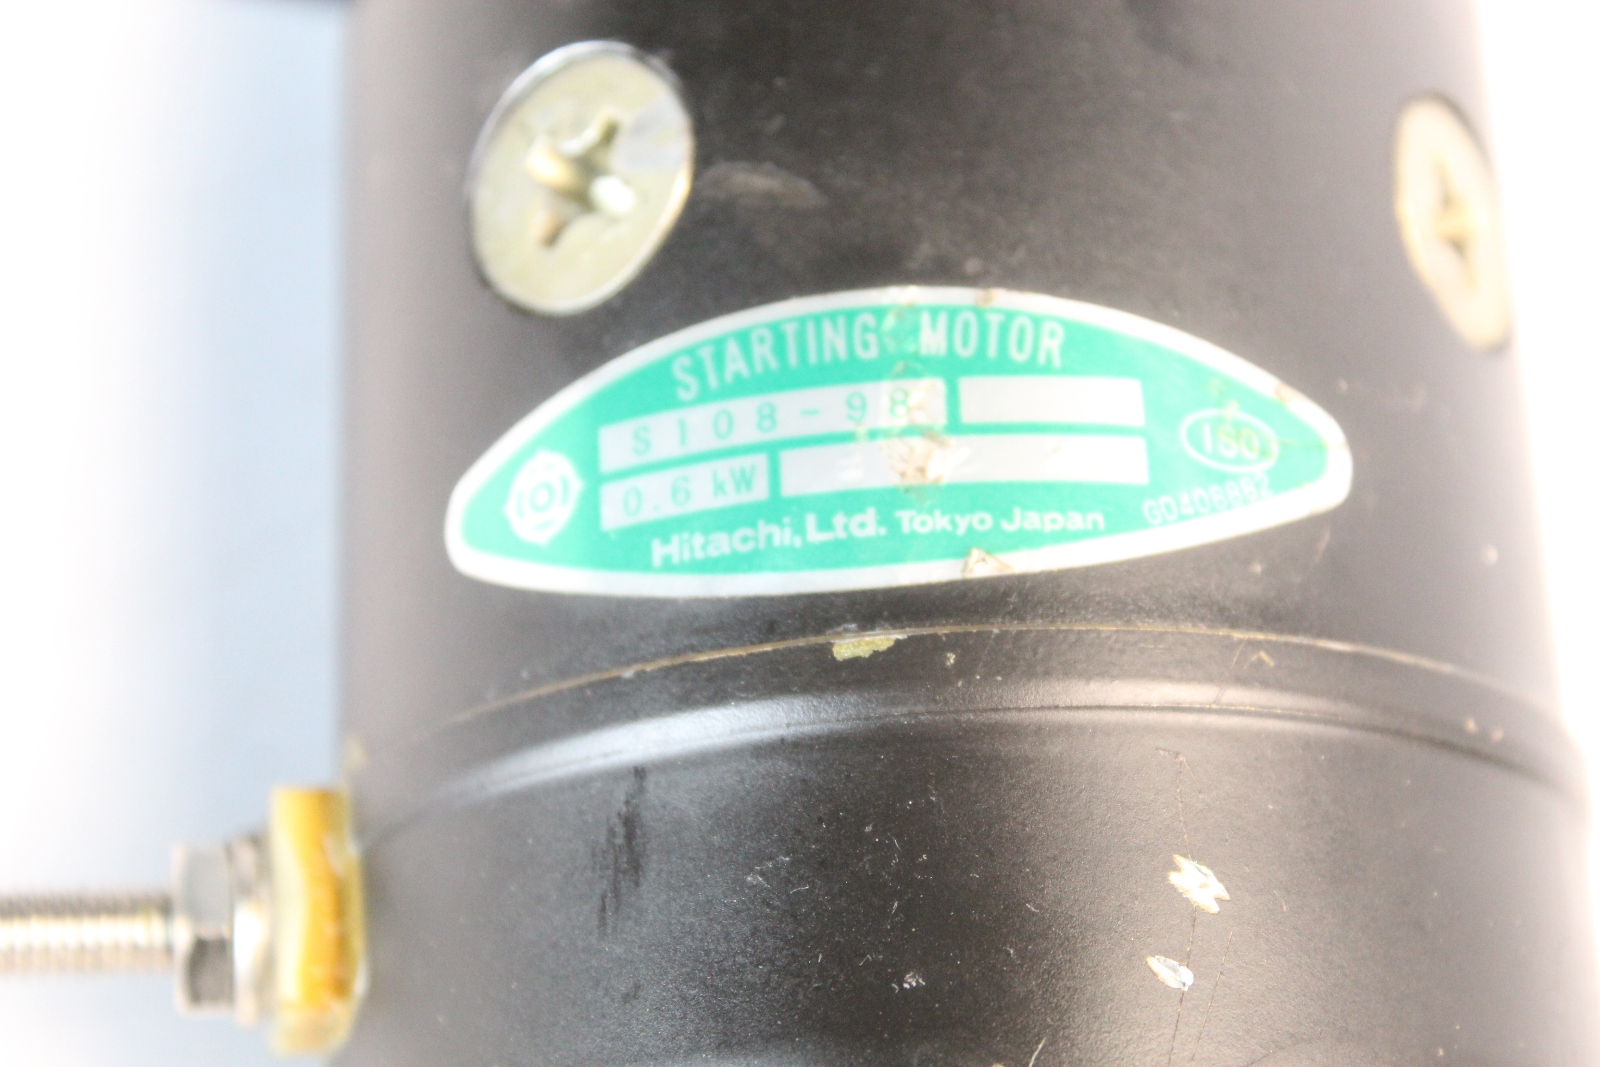 STARTING MOTOR
S108-98
0.6 kW
ISO
Hitachi, Ltd. Tokyo Japan